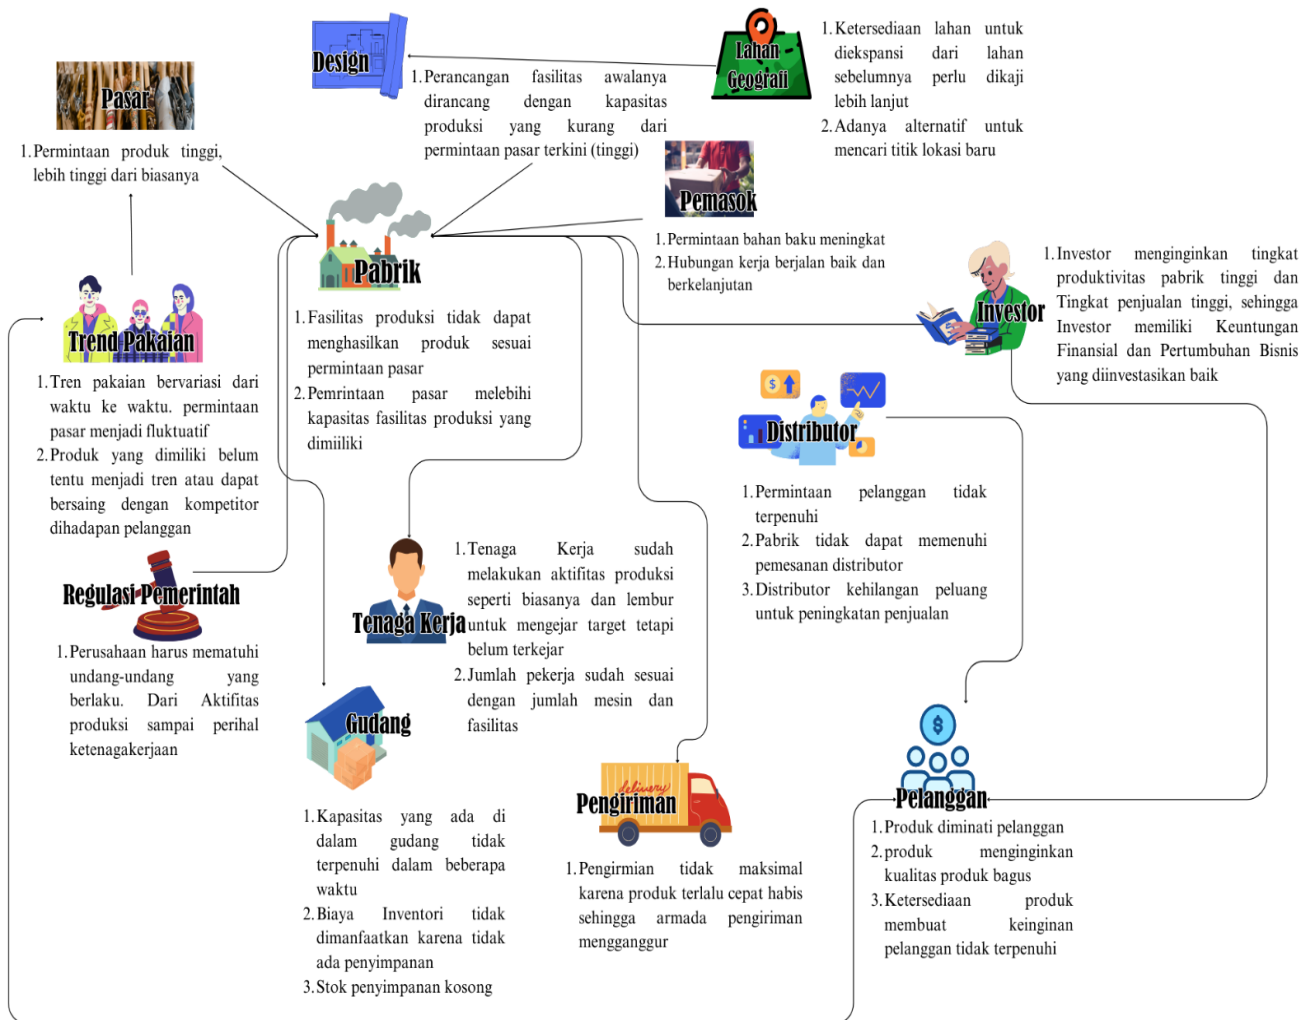 Design
1. Perancangan fasilitas awalanya
dirancang dengan kapasitas
produksi yang kurang dari
permintaan pasar terkini (tinggi)
Lahan
Geografi
1. Ketersediaan lahan untuk
diekspansi dari lahan
sebelumnya perlu dikaji
lebih lanjut
2. Adanya alternatif untuk
mencari titik lokasi baru
Pasar
1. Permintaan produk tinggi,
lebih tinggi dari biasanya
Pemasok
1. Permintaan bahan baku meningkat
2. Hubungan kerja berjalan baik dan
berkelanjutan
Pabrik
1. Fasilitas produksi tidak dapat
menghasilkan produk sesuai
permintaan pasar
2. Pemrintaan pasar melebihi
kapasitas fasilitas produksi yang
dimiiliki
Investor
1. Investor menginginkan tingkat
produktivitas pabrik tinggi dan
Tingkat penjualan tinggi, sehingga
Investor memiliki Keuntungan
Finansial dan Pertumbuhan Bisnis
yang diinvestasikan baik
Trend Pakaian
1. Tren pakaian bervariasi dari
waktu ke waktu. permintaan
pasar menjadi fluktuatif
2. Produk yang dimiliki belum
tentu menjadi tren atau dapat
bersaing dengan kompetitor
dihadapan pelanggan
$
Distributor
1. Permintaan pelanggan tidak
terpenuhi
2. Pabrik tidak dapat memenuhi
pemesanan distributor
3. Distributor kehilangan peluang
untuk peningkatan penjualan
Regulasi Pemerintah
1. Perusahaan harus mematuhi
undang-undang yang
berlaku. Dari Aktifitas
produksi sampai perihal
ketenagakerjaan
Tenaga Kerja
1. Tenaga Kerja sudah
melakukan aktifitas produksi
seperti biasanya dan lembur
untuk mengejar target tetapi
belum terkejar
2. Jumlah pekerja sudah sesuai
dengan jumlah mesin dan
fasilitas
Gudang
1. Kapasitas yang ada di
dalam gudang tidak
terpenuhi dalam beberapa
waktu
2. Biaya Inventori tidak
dimanfaatkan karena tidak
ada penyimpanan
3. Stok penyimpanan kosong
delivery
Pengiriman
1. Pengirmian tidak maksimal
karena produk terlalu cepat habis
sehingga armada pengiriman
mengganggur
$
Pelanggan
1. Produk diminati pelanggan
2. produk menginginkan
kualitas produk bagus
3. Ketersediaan produk
membuat keinginan
pelanggan tidak terpenuhi